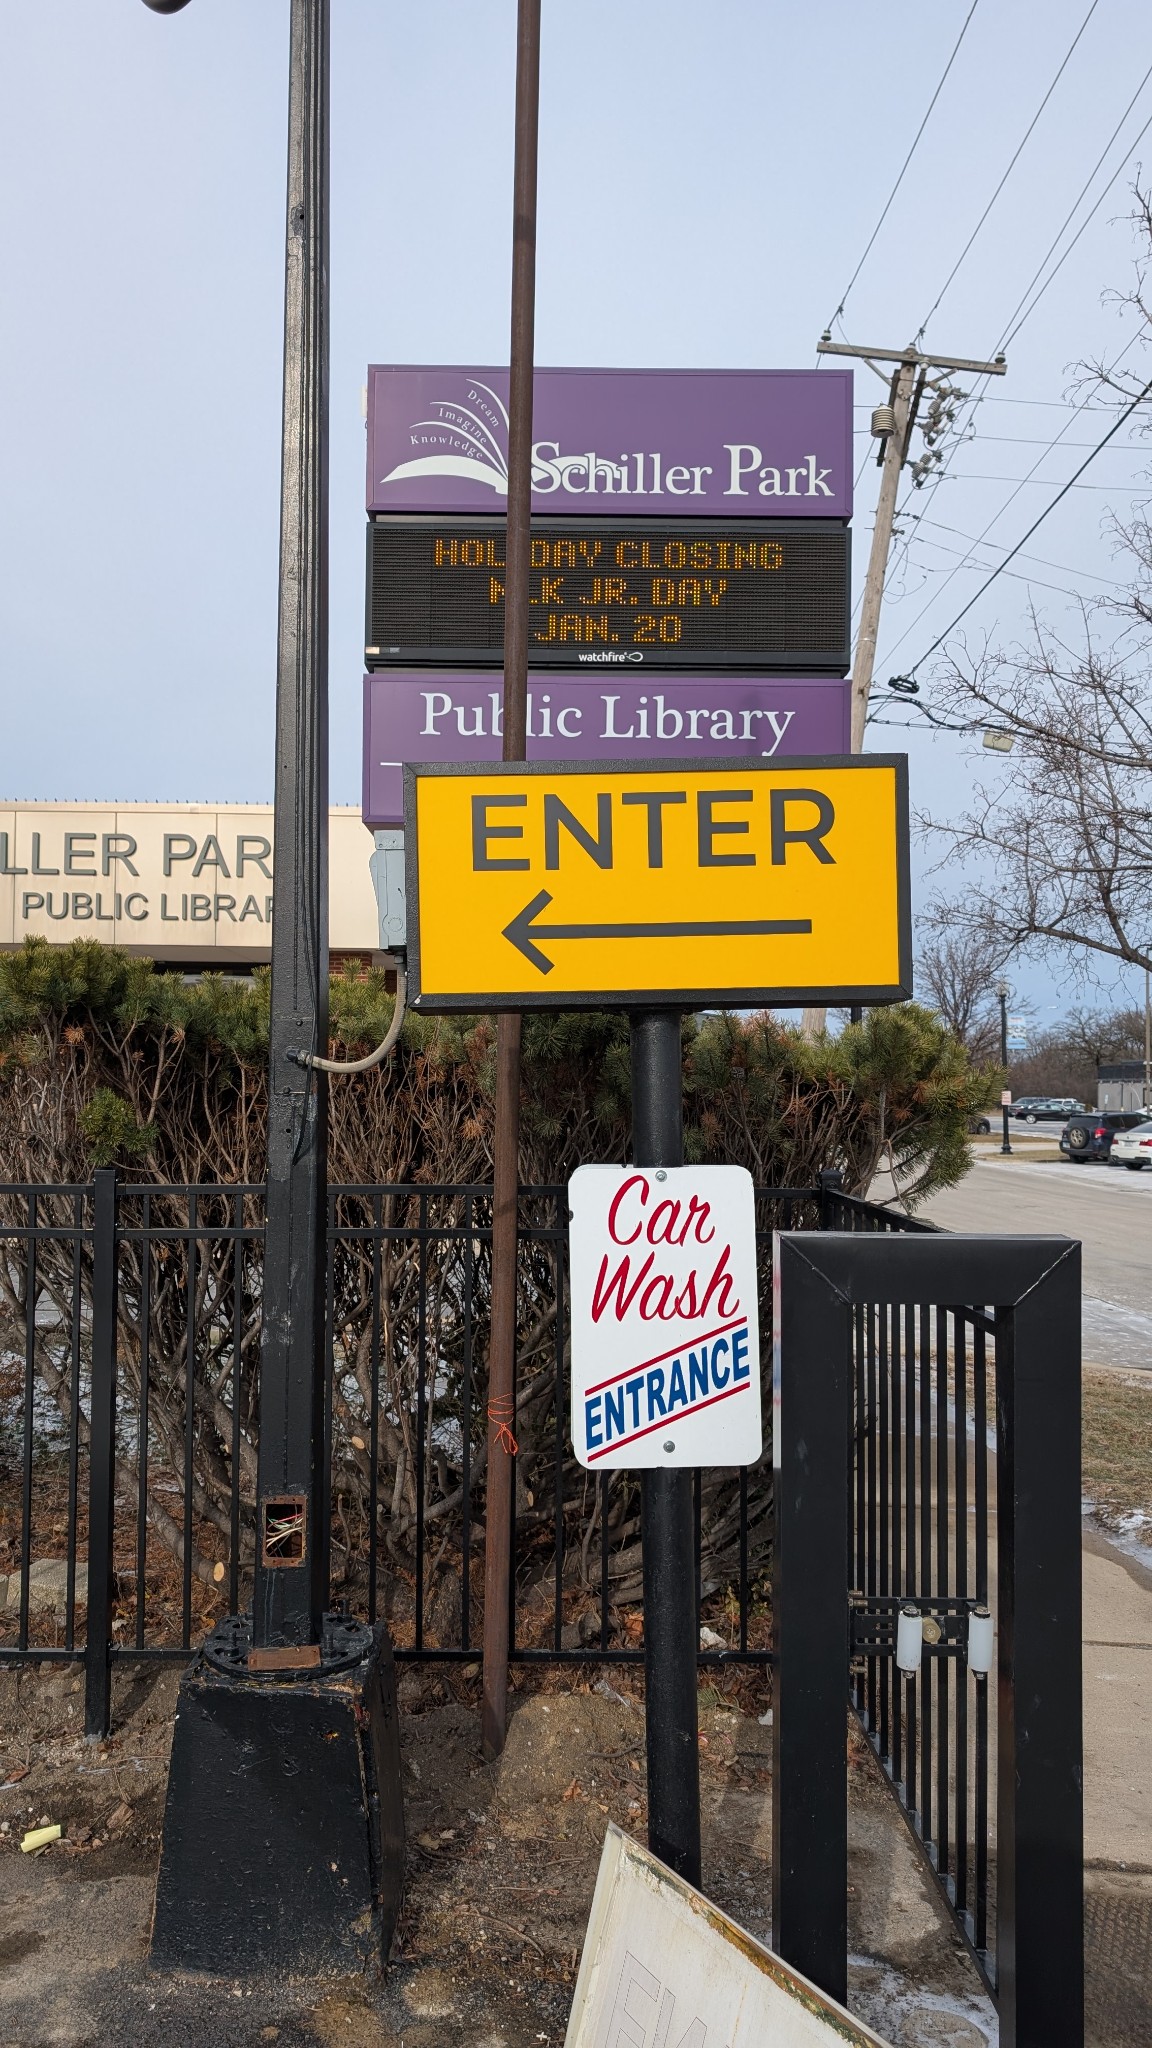 Dream
Imagine
Knowledge
Schiller Park
HOLIDAY CLOSING
MLK JR. DAY
JAN. 20
watchfire
Public Library
LLER PAR
PUBLIC LIBRAR
ENTER
Car
Wash
ENTRANCE
EN